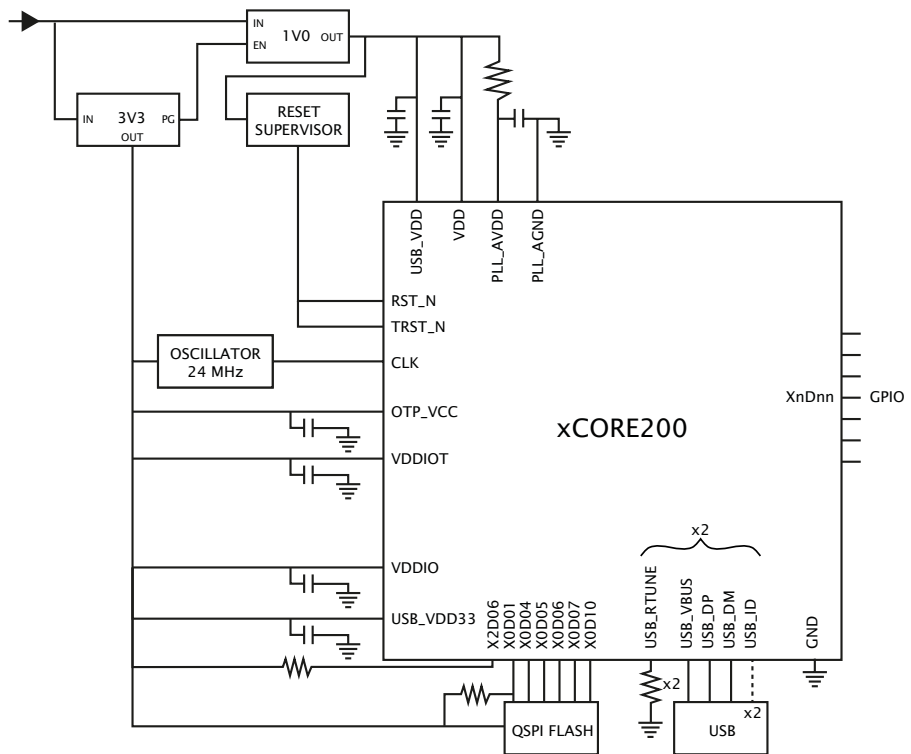 IN
1V0
OUT
EN
IN
3V3
PG
OUT
RESET
SUPERVISOR
USB_VDD
VDD
PLL_AVDD
PLL_AGND
RST_N
TRST_N
OSCILLATOR
24 MHz
CLK
XnDnn
GPIO
OTP_VCC
xCORE200
VDDIOT
x2
VDDIO
USB_VDD33
X2D06
X0D01
X0D04
X0D05
X0D06
X0D07
X0D10
USB_RTUNE
USB_VBUS
USB_DP
USB_DM
USB_ID
GND
x2
x2
QSPI FLASH
USB